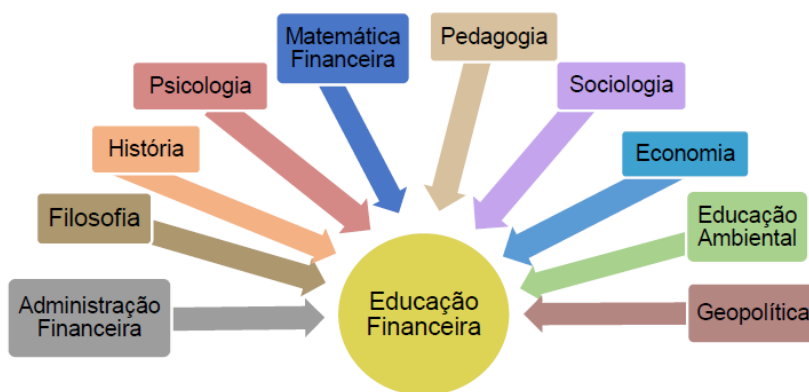 Matemática
Financeira
Pedagogia
Psicologia
Sociologia
História
Economia
Filosofia
Educação
Ambiental
Administração
Financeira
Educação
Financeira
Geopolítica